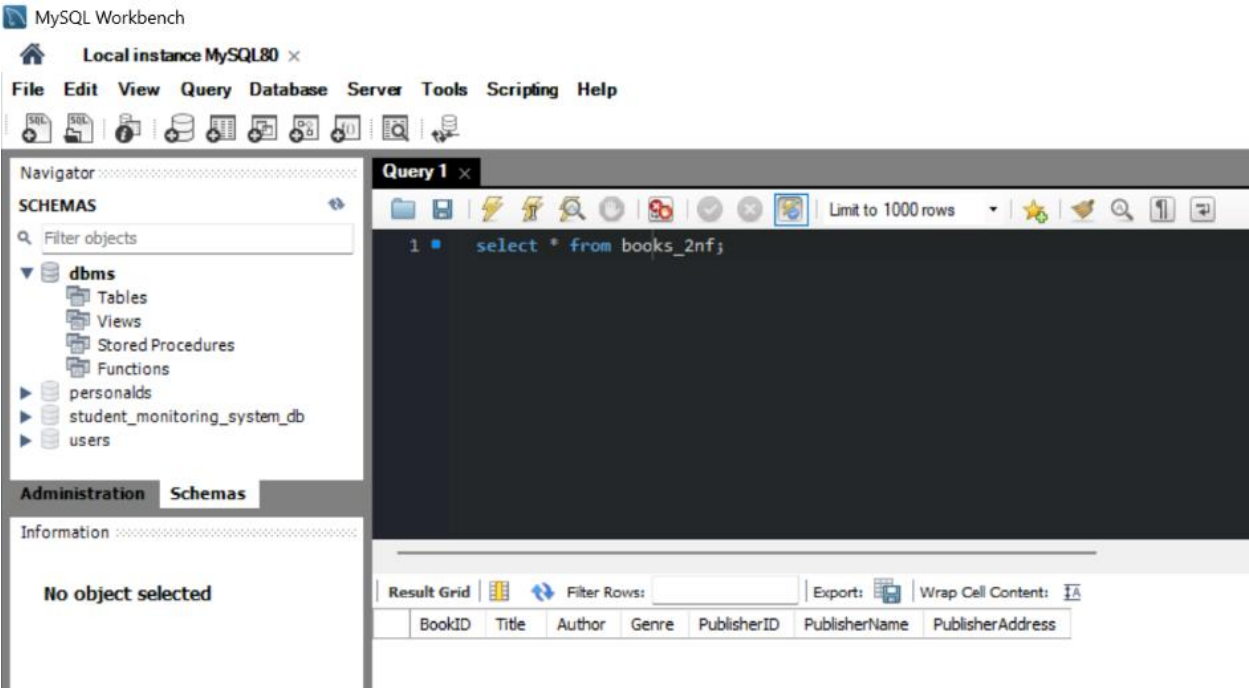 MySQL Workbench
Local instance MySQL80
File Edit View Query Database Server Tools Scripting Help
Navigator
SCHEMAS
Filter objects
dbms
Tables
Views
Stored Procedures
Functions
personalds
student_monitoring_system_db
users
Administration Schemas
Information
No object selected
Query 1
Limit to 1000 rows
1 select * from books_2nf;
Result Grid Filter Rows: Export: Wrap Cell Content:
BookID Title Author Genre PublisherID PublisherName PublisherAddress